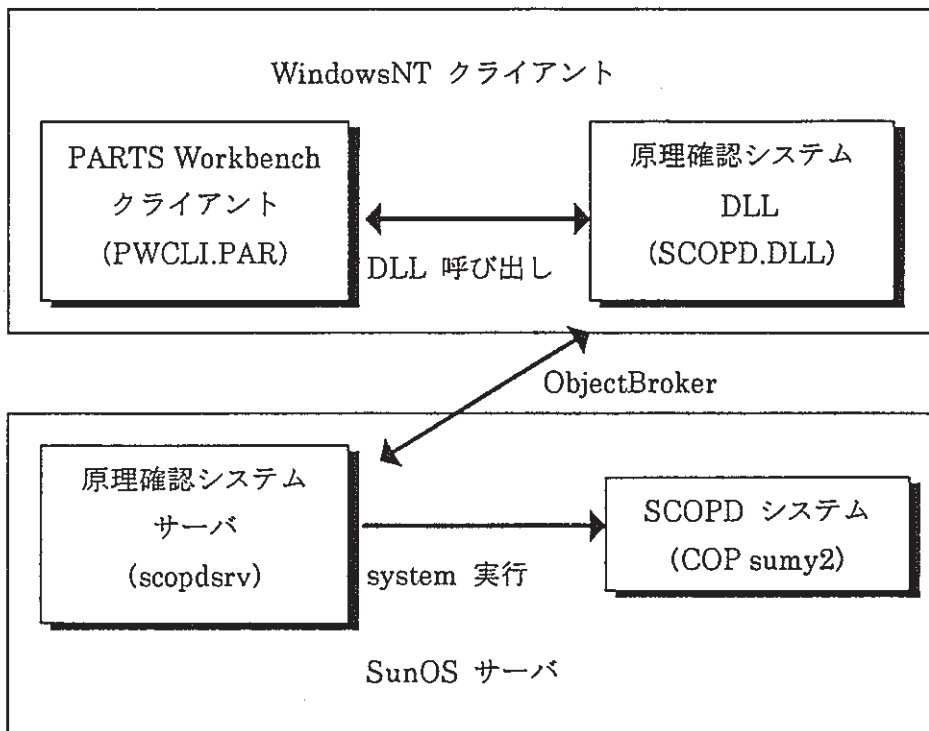 WindowsNT クライアント
PARTS Workbench
クライアント
(PWCLI.PAR)
DLL 呼び出し
原理確認システム
DLL
(SCOPD.DLL)
ObjectBroker
原理確認システム
サーバ
(scopdsrv)
system 実行
SCOPD システム
(COP sumy2)
SunOS サーバ